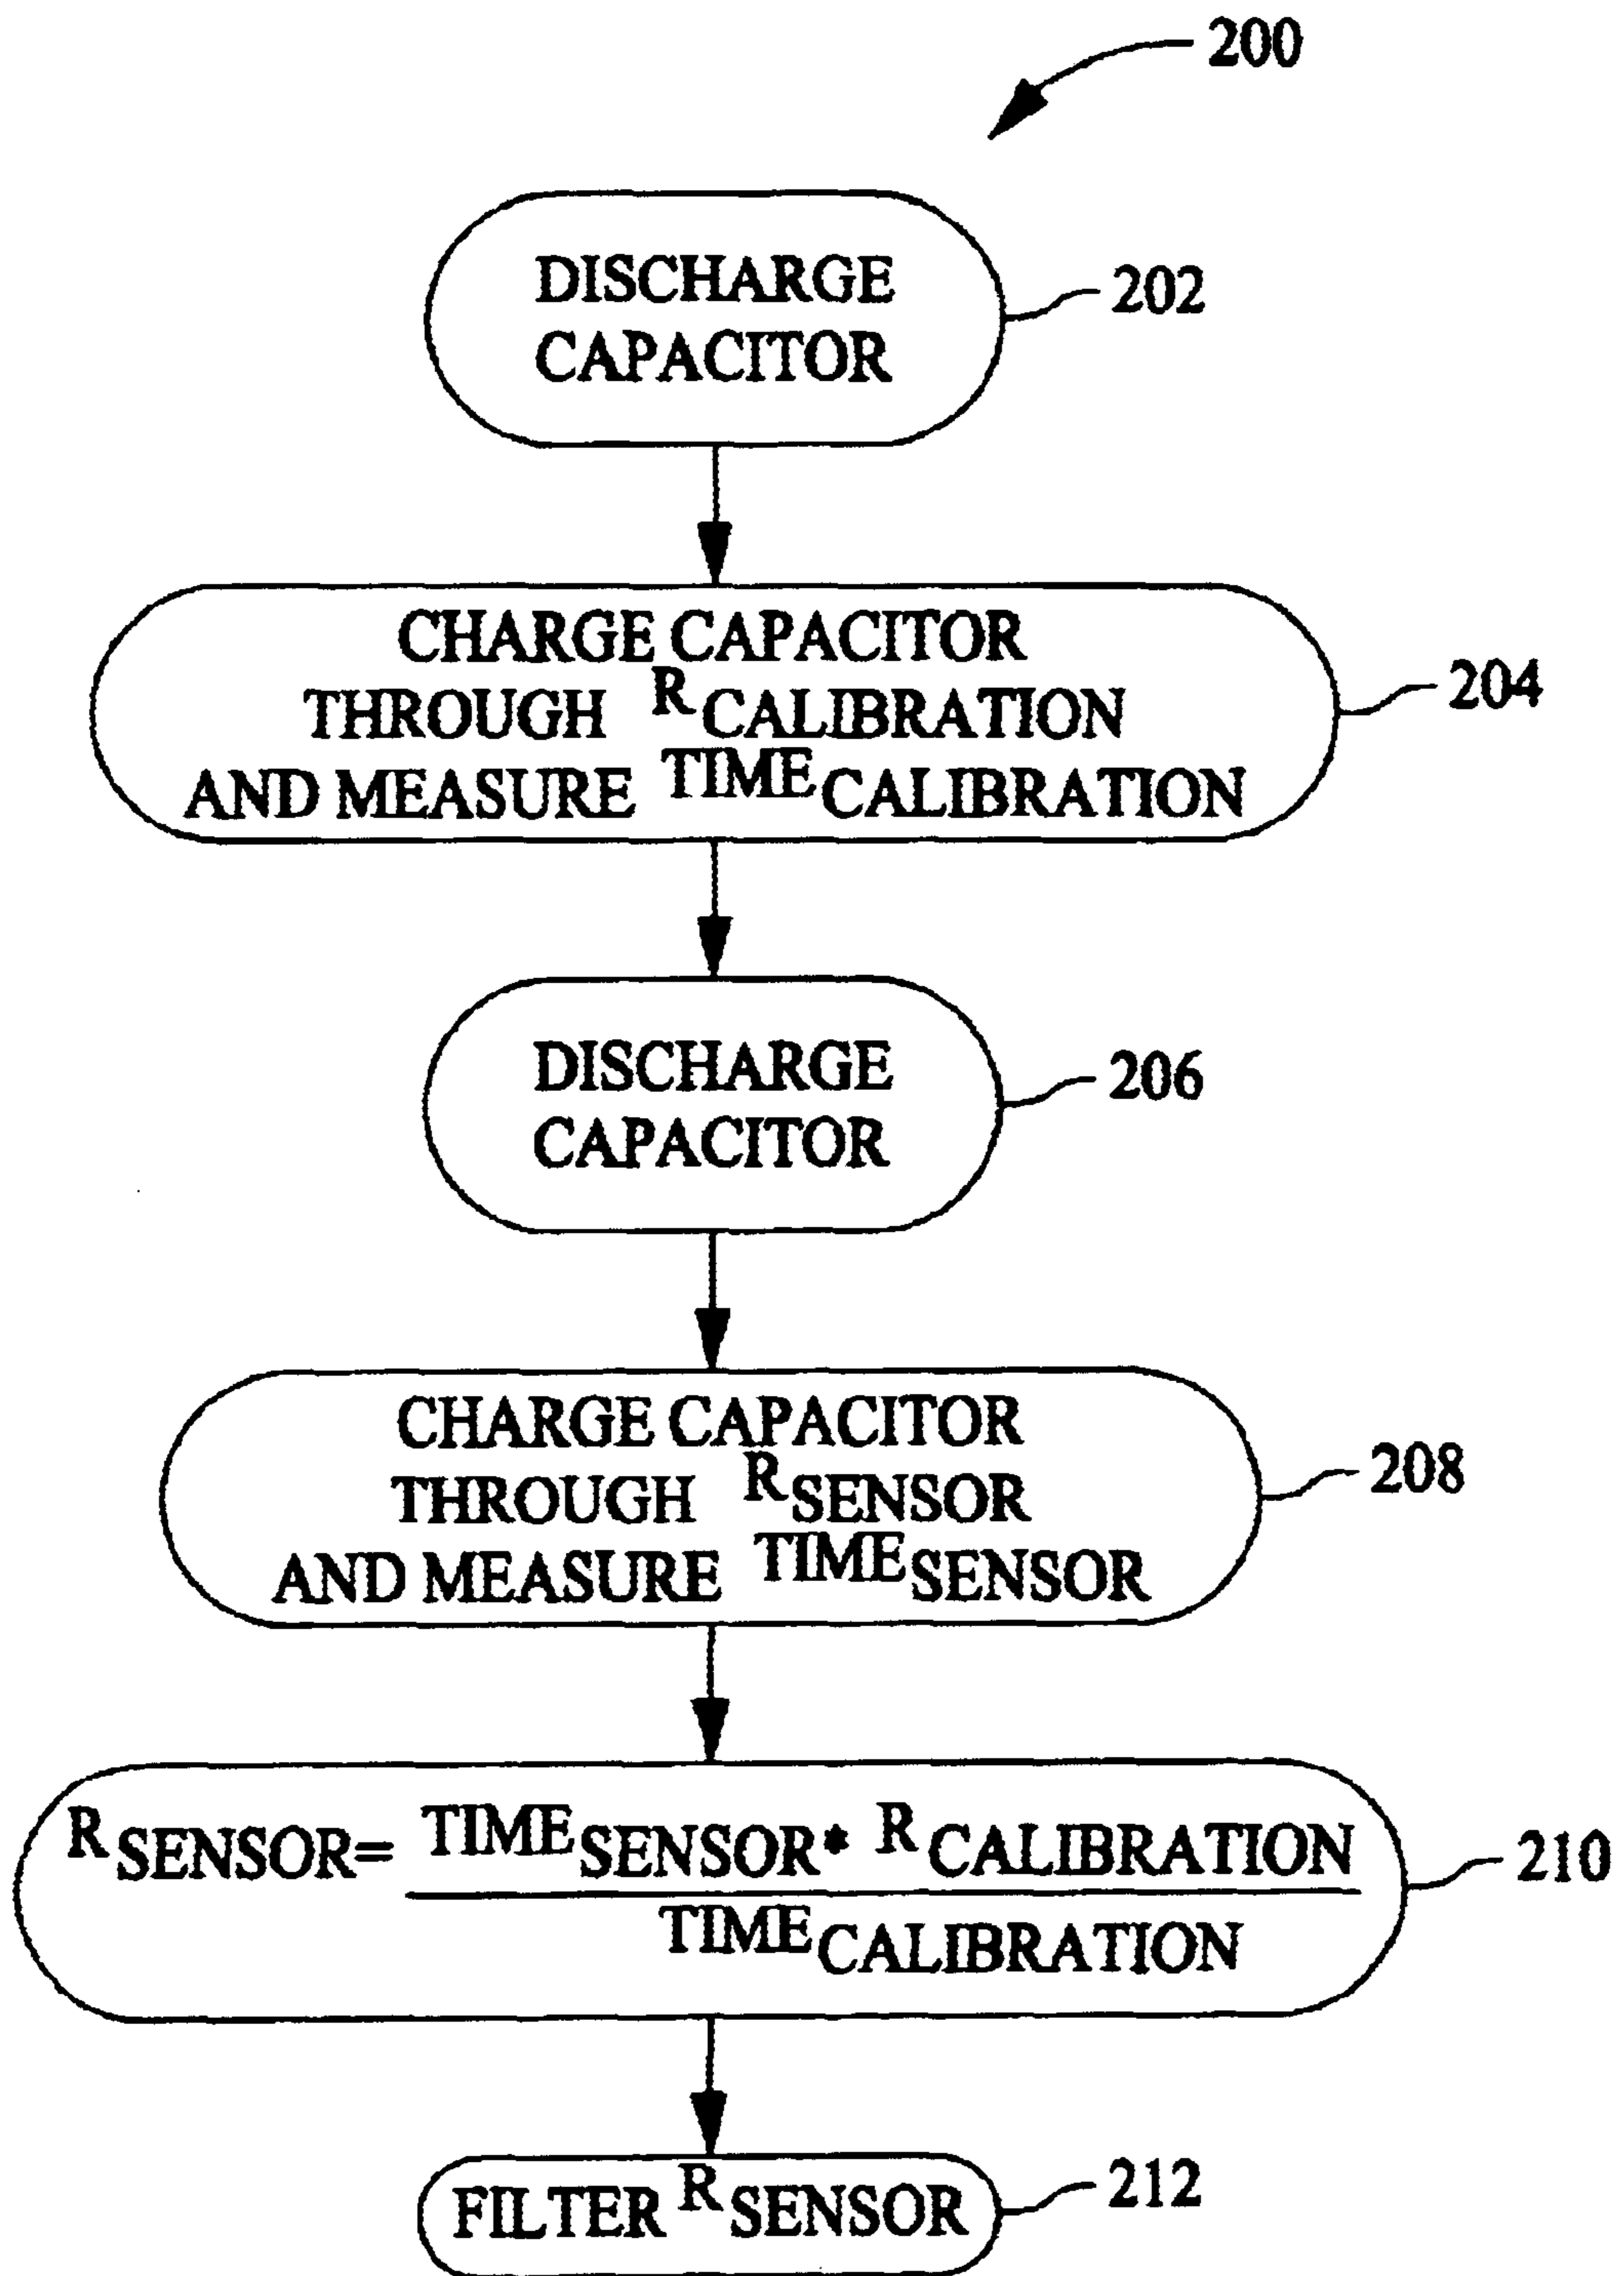 200
DISCHARGE
CAPACITOR
202
CHARGE CAPACITOR
THROUGH RCALIBRATION
AND MEASURE TIMECALIBRATION
204
DISCHARGE
CAPACITOR
206
CHARGE CAPACITOR
THROUGH RSENSOR
AND MEASURE TIMESENSOR
208
RSENSOR= TIMESENSOR* RCALIBRATION
TIMECALIBRATION
210
FILTER RSENSOR
212